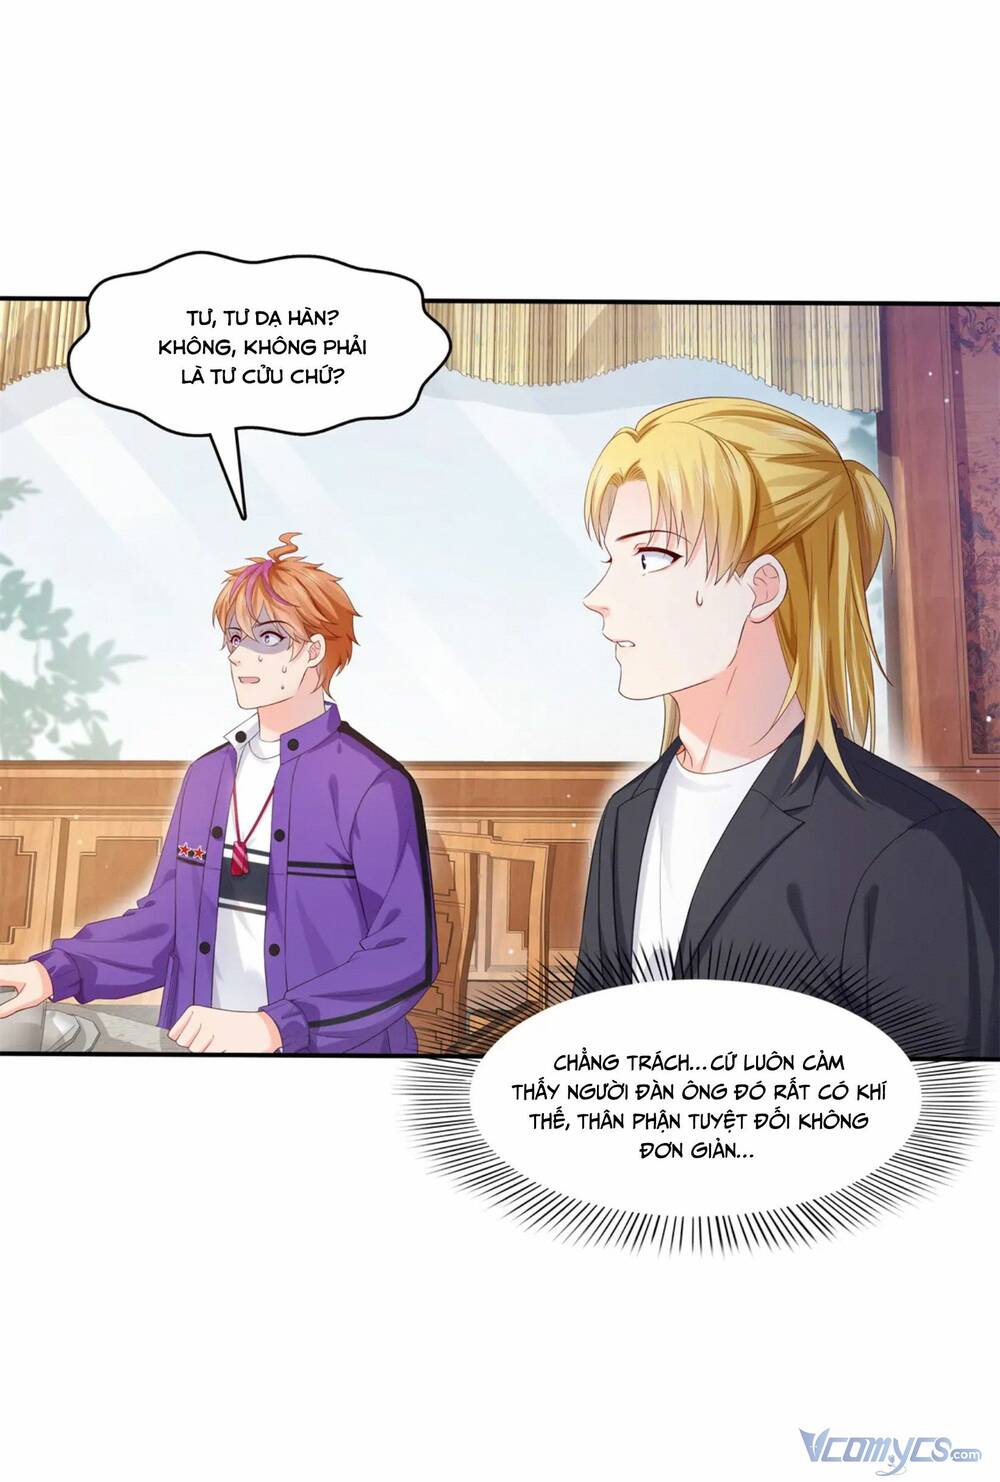 TƯ, TƯ DẠ HÀN?
KHÔNG, KHÔNG PHẢI
LÀ TƯ CỬU CHỨ?
CHẲNG TRÁCH...CỨ LUÔN CẢM
THẤY NGƯỜI ĐÀN ÔNG ĐÓ RẤT CÓ KHÍ
THẾ, THÂN PHẬN TUYỆT ĐỐI KHÔNG
ĐƠN GIẢN...
Vcomycs.com